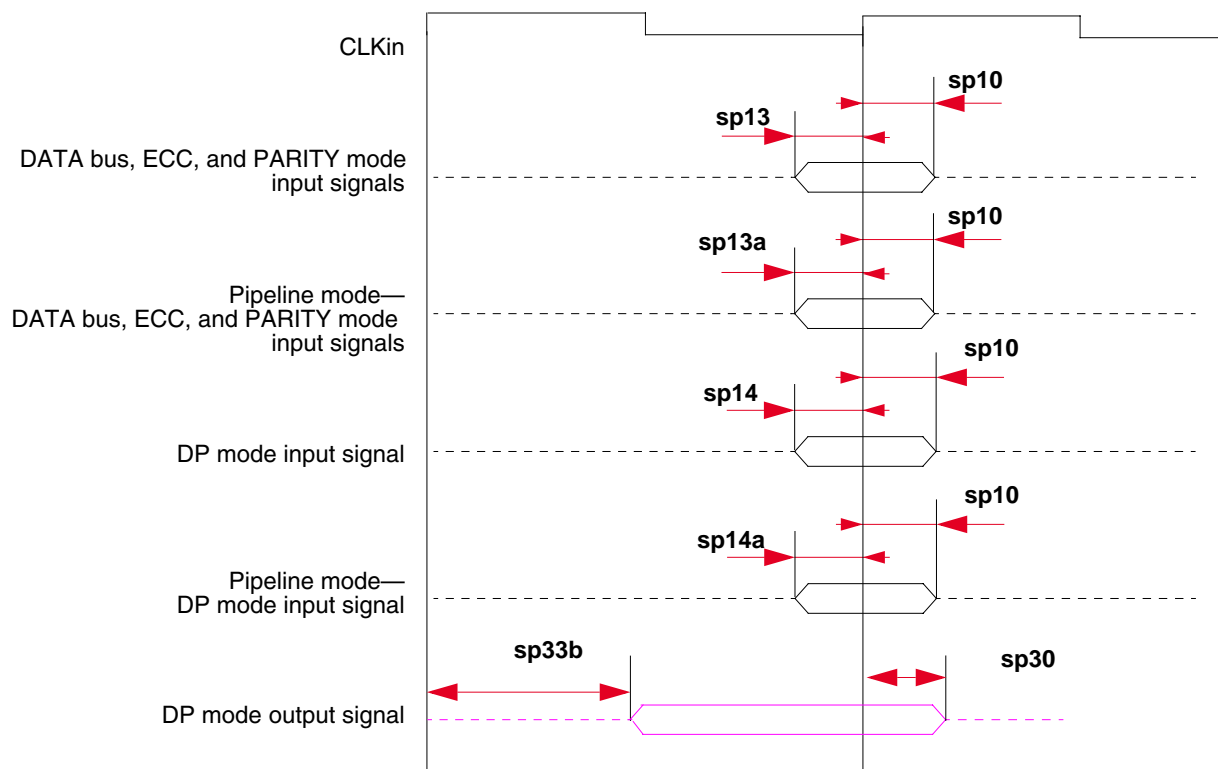 CLKin
sp10
sp13
DATA bus, ECC, and PARITY mode
input signals
sp10
sp13a
Pipeline mode—
DATA bus, ECC, and PARITY mode
input signals
sp10
sp14
DP mode input signal
sp10
sp14a
Pipeline mode—
DP mode input signal
sp33b
sp30
DP mode output signal